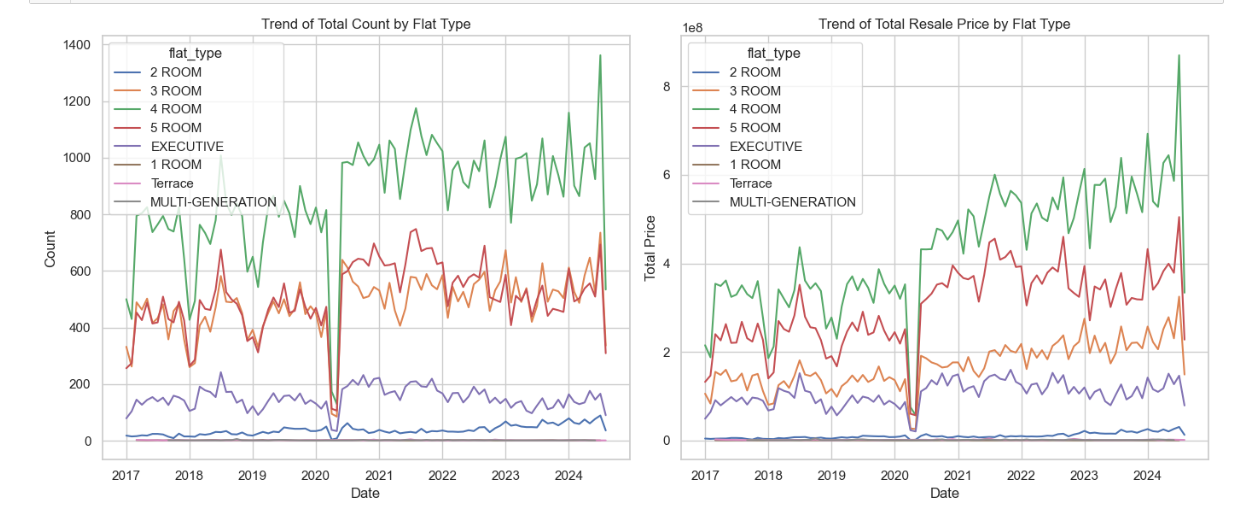 Trend of Total Count by Flat Type
1400
1200
1000
800
600
400
200
0
Count
flat_type
2 ROOM
3 ROOM
4 ROOM
5 ROOM
EXECUTIVE
1 ROOM
Terrace
MULTI-GENERATION
2017 2018 2019 2020 2021 2022 2023 2024
Date
Trend of Total Resale Price by Flat Type
1e8
8
6
4
2
0
Total Price
flat_type
2 ROOM
3 ROOM
4 ROOM
5 ROOM
EXECUTIVE
1 ROOM
Terrace
MULTI-GENERATION
2017 2018 2019 2020 2021 2022 2023 2024
Date